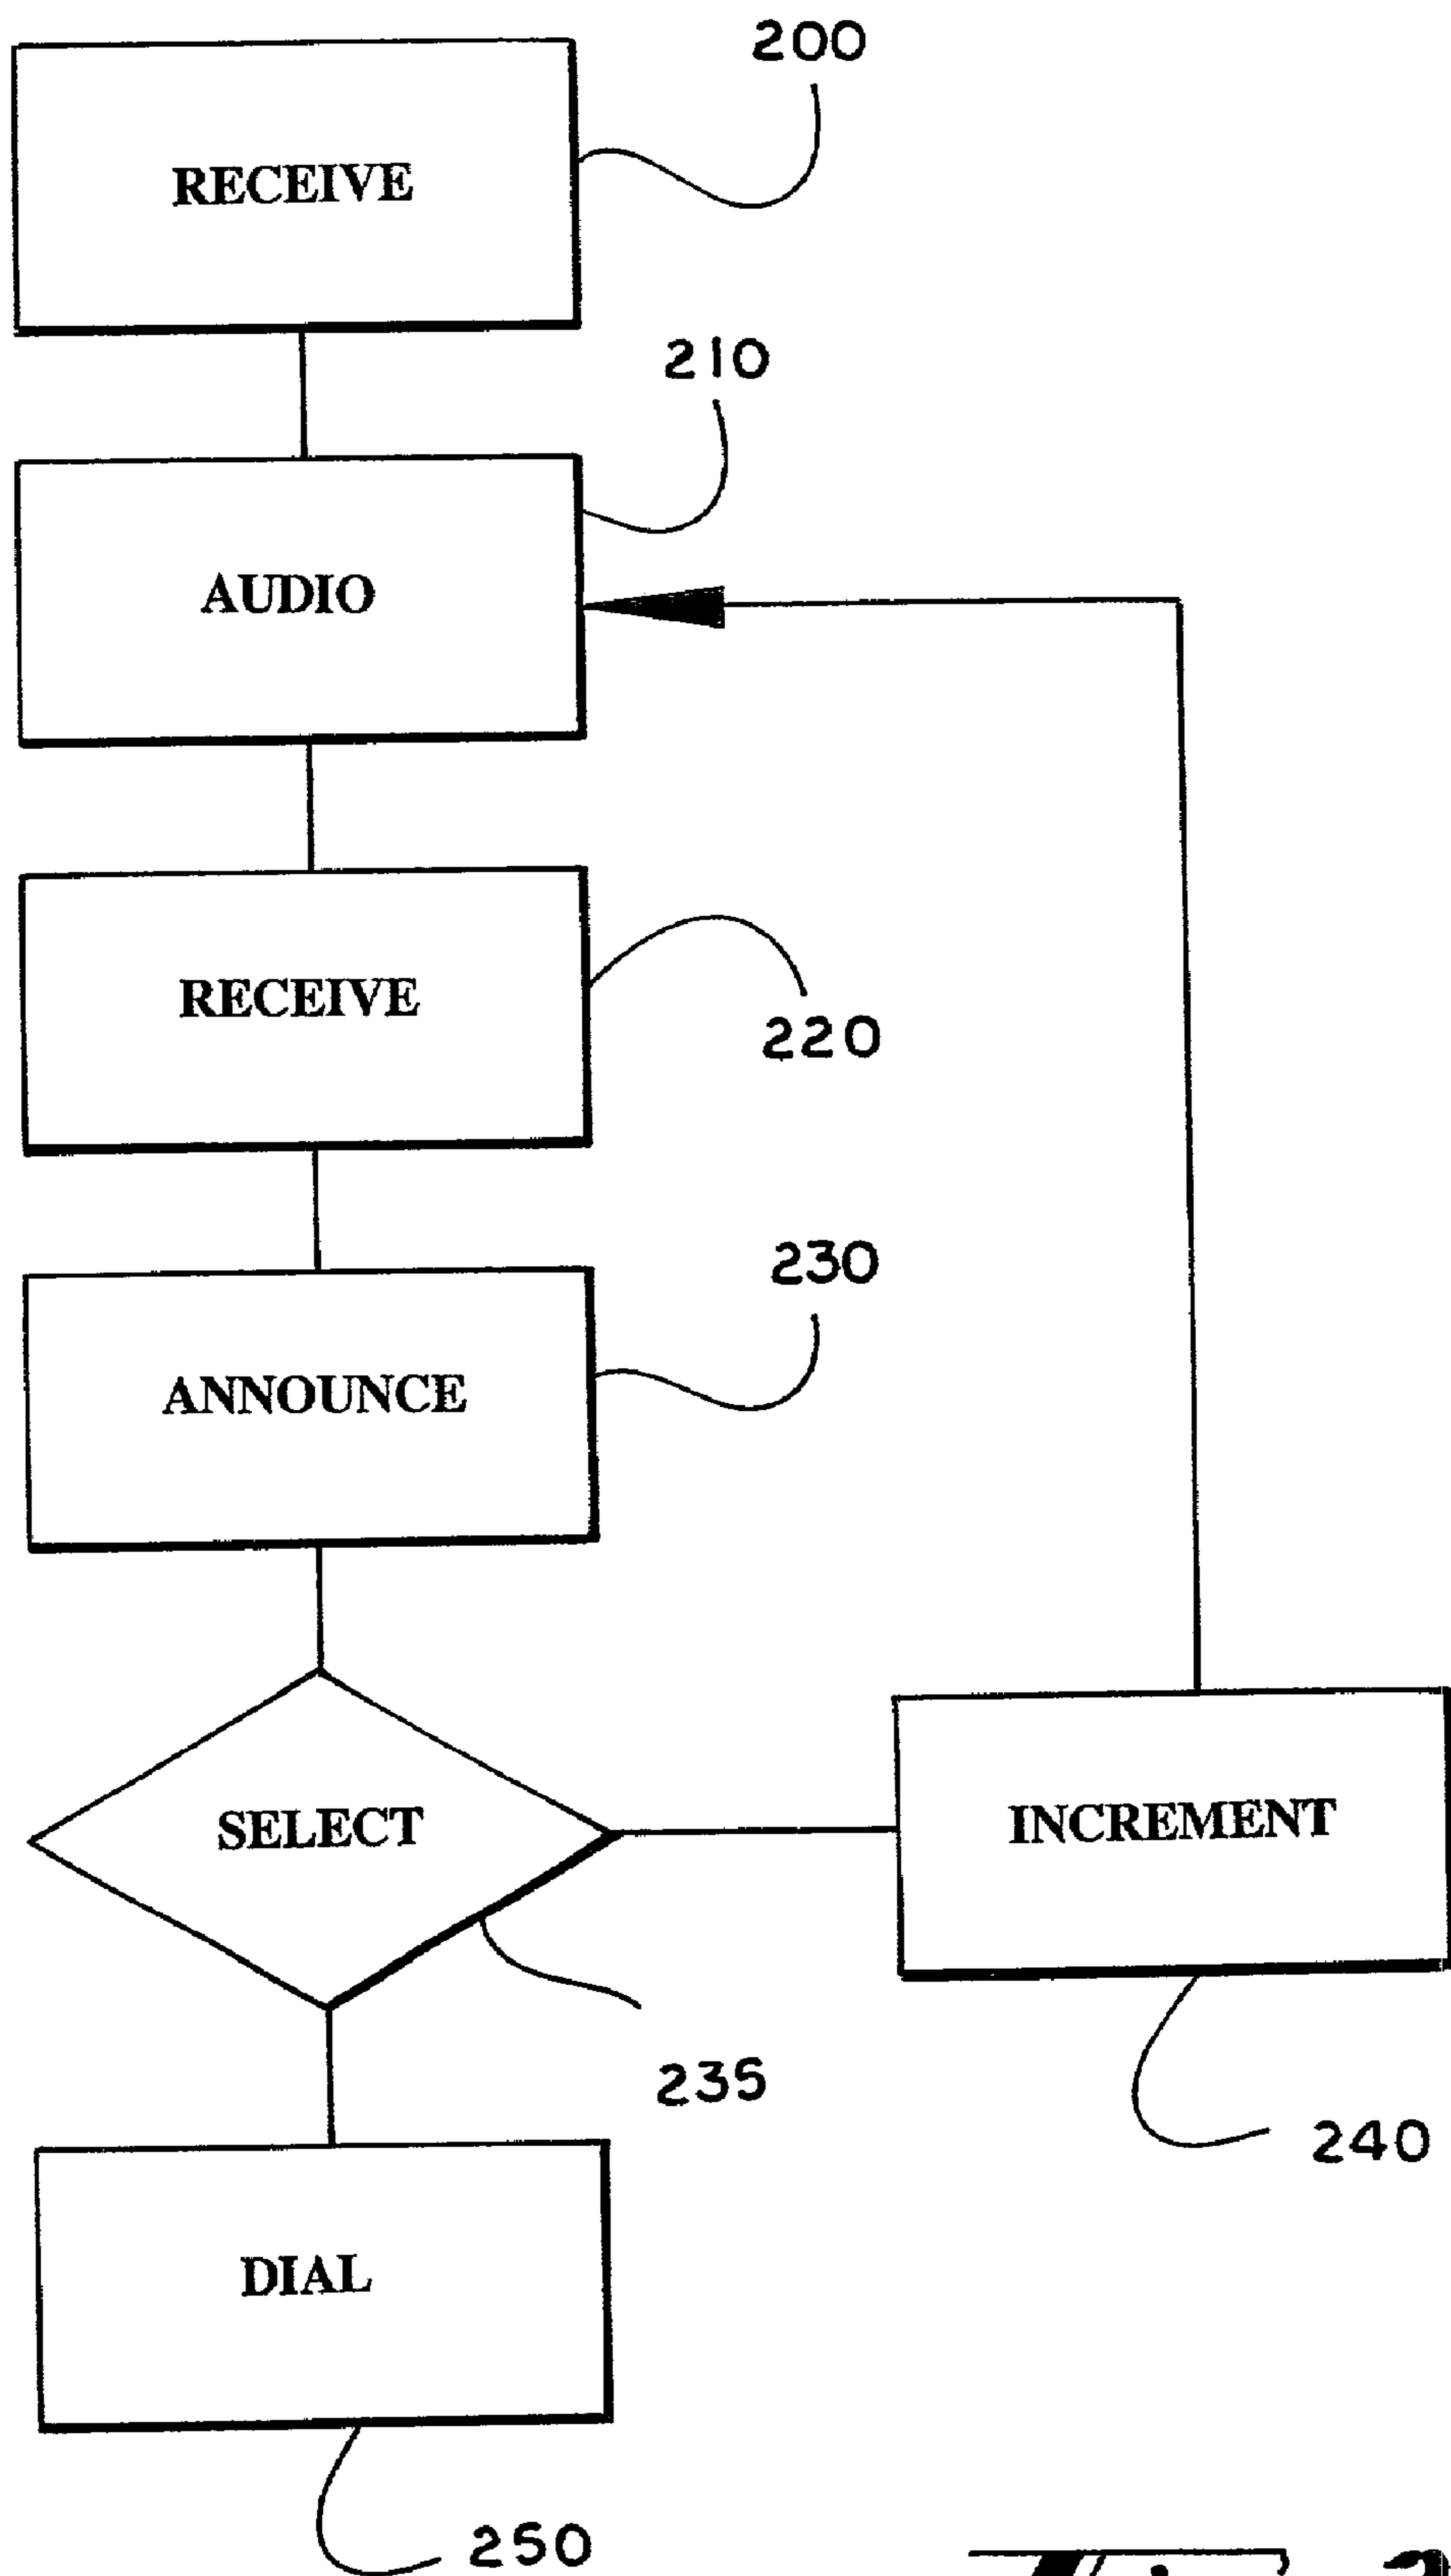 200
RECEIVE
210
AUDIO
RECEIVE
220
230
ANNOUNCE
SELECT
INCREMENT
235
240
DIAL
250